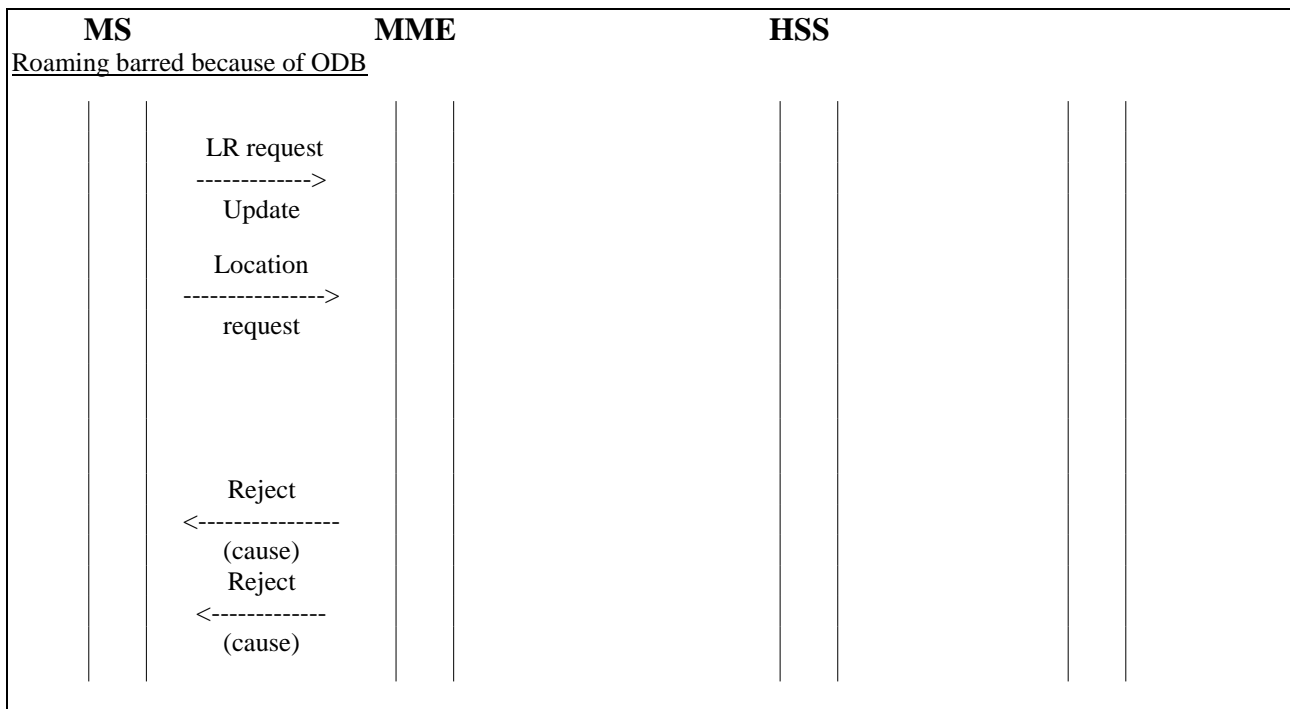 MS MME HSS
Roaming barred because of ODB
LR request
------------->
Update
Location
---------------->
request
Reject
<----------------
(cause)
Reject
<-------------
(cause)